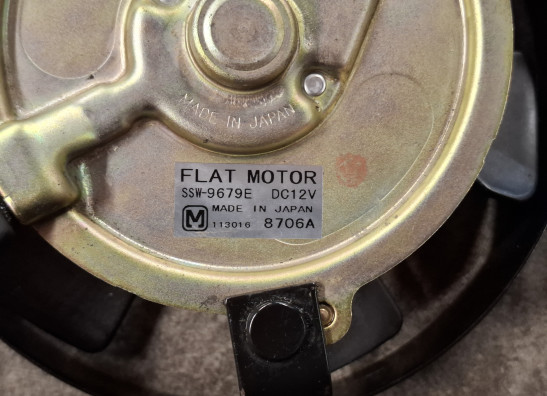 MADE IN JAPAN
FLAT MOTOR
SSW-9679E DC12V
M MADE IN JAPAN
113016 8706A